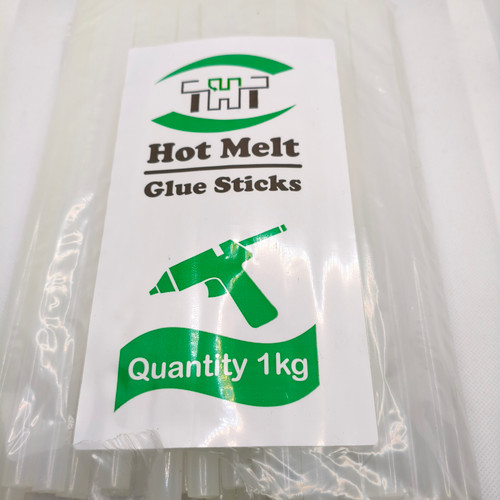 THT
Hot Melt
Glue Sticks
Quantity 1kg